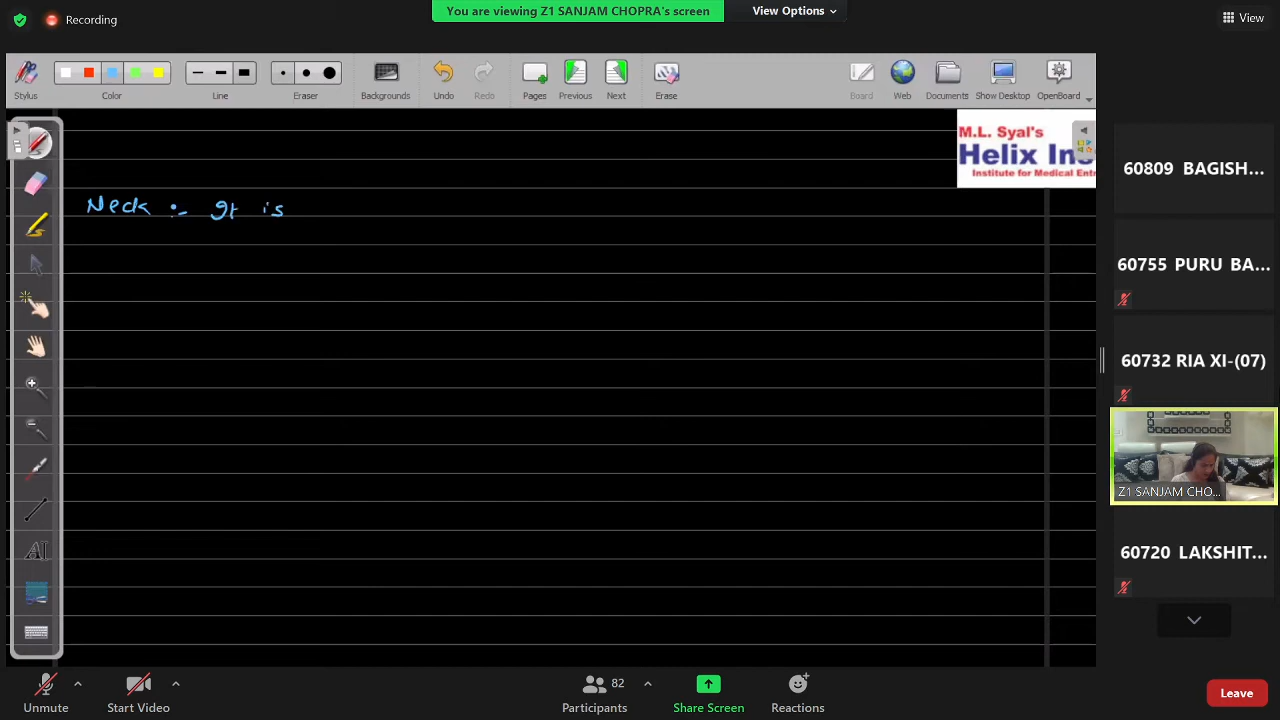 Recording
You are viewing Z1 SANJAM CHOPRA's screen
View Options
View
Stylus
Color
Line
Eraser
Backgrounds
Undo
Redo
Pages
Previous
Next
Erase
Board
Web
Documents
Show Desktop
OpenBoard
M.L. Syal's
Helix Ins
Institute for Medical Entr
Neck :- It is
60809 BAGISH...
60755 PURU BA...
60732 RIA XI-(07)
Z1 SANJAM CHO...
60720 LAKSHIT...
Unmute
Start Video
82
Participants
Share Screen
Reactions
Leave